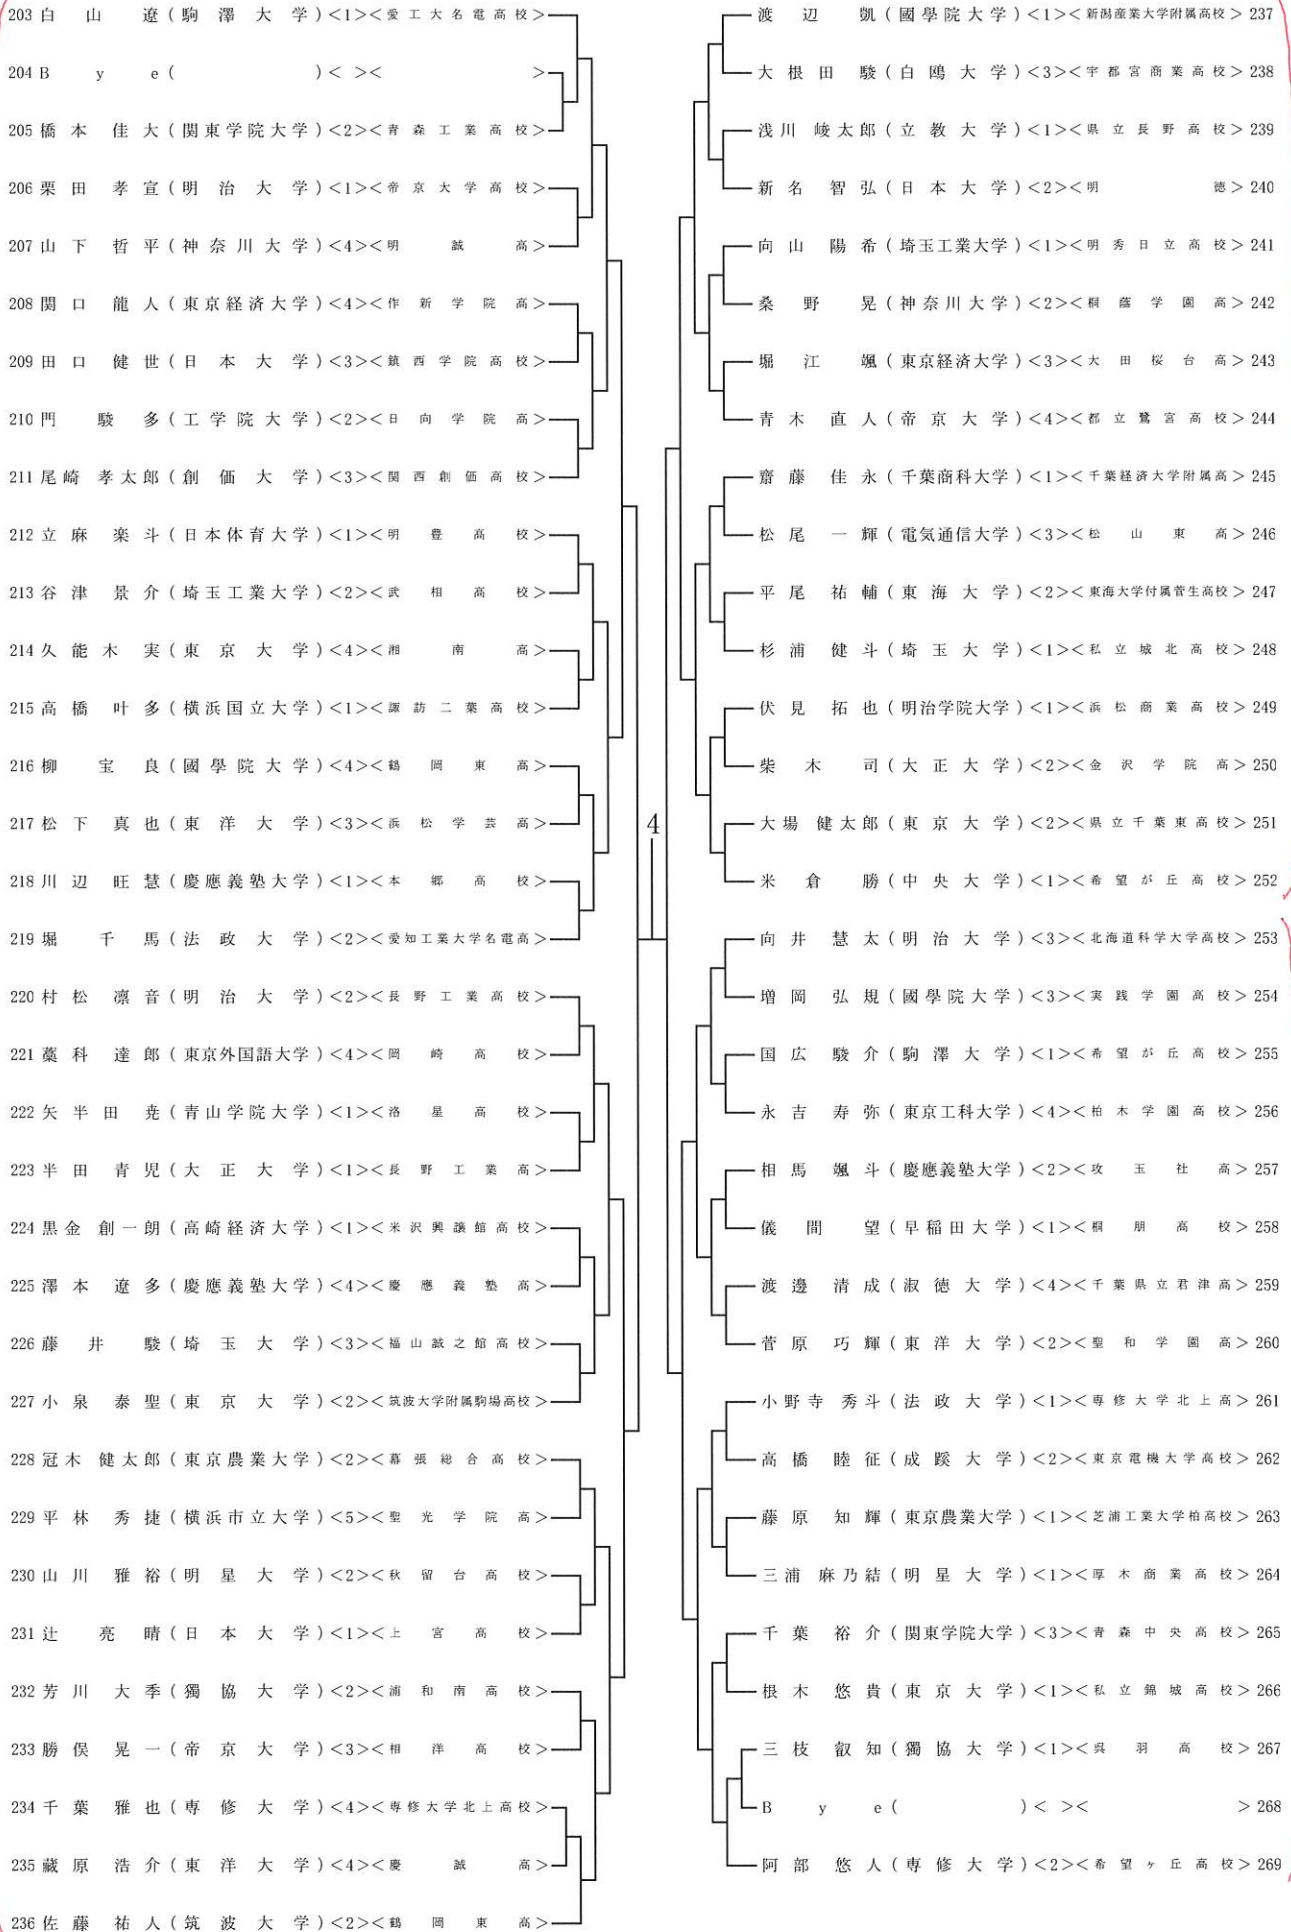 203 白山 遼 (駒澤大学) <1> <愛工大名電高校>
204 Bye ( ) < > < >
205 橋本 佳大 (関東学院大学) <2> <青森工業高校>
206 栗田 孝宣 (明治大学) <1> <帝京大学高校>
207 山下 哲平 (神奈川大学) <4> <明誠高>
208 関口 龍人 (東京経済大学) <4> <作新学院高>
209 田口 健世 (日本大学) <3> <鎮西学院高校>
210 門 駿多 (工学院大学) <2> <日向学院高>
211 尾崎 孝太郎 (創価大学) <3> <関西創価高校>
212 立麻 楽斗 (日本体育大学) <1> <明豊高校>
213 谷津 景介 (埼玉工業大学) <2> <武相高校>
214 久能木 実 (東京大学) <4> <湘南高>
215 高橋 叶多 (横浜国立大学) <1> <諏訪二葉高校>
216 柳 宝良 (國學院大学) <4> <鶴岡東高>
217 松下 真也 (東洋大学) <3> <浜松学芸高>
218 川辺 旺慧 (慶應義塾大学) <1> <本郷高校>
219 堀 千馬 (法政大学) <2> <愛知工業大学名電高>
220 村松 凛音 (明治大学) <2> <長野工業高校>
221 藁科 達郎 (東京外国語大学) <4> <岡崎高校>
222 矢半田 尭 (青山学院大学) <1> <洛星高校>
223 半田 青児 (大正大学) <1> <長野工業高>
224 黒金 創一朗 (高崎経済大学) <1> <米沢興譲館高校>
225 澤本 遼多 (慶應義塾大学) <4> <慶應義塾高>
226 藤井 駿 (埼玉大学) <3> <福山誠之館高校>
227 小泉 泰聖 (東京大学) <2> <筑波大学附属駒場高校>
228 冠木 健太郎 (東京農業大学) <2> <幕張総合高校>
229 平林 秀捷 (横浜市立大学) <5> <聖光学院高>
230 山川 雅裕 (明星大学) <2> <秋留台高校>
231 辻 亮晴 (日本大学) <1> <上宮高校>
232 芳川 大季 (獨協大学) <2> <浦和南高校>
233 勝俣 晃一 (帝京大学) <3> <相洋高校>
234 千葉 雅也 (専修大学) <4> <専修大学北上高校>
235 蔵原 浩介 (東洋大学) <4> <慶誠高>
236 佐藤 祐人 (筑波大学) <2> <鶴岡東高>
4
渡辺 凱 (國學院大学) <1> <新潟産業大学附属高校> 237
大根田 駿 (白鴎大学) <3> <宇都宮商業高校> 238
浅川 崚太郎 (立教大学) <1> <県立長野高校> 239
新名 智弘 (日本大学) <2> <明徳> 240
向山 陽希 (埼玉工業大学) <1> <明秀日立高校> 241
桑野 晃 (神奈川大学) <2> <桐蔭学園高> 242
堀江 颯 (東京経済大学) <3> <大田桜台高> 243
青木 直人 (帝京大学) <4> <都立鷺宮高校> 244
齋藤 佳永 (千葉商科大学) <1> <千葉経済大学附属高> 245
松尾 一輝 (電気通信大学) <3> <松山東高> 246
平尾 祐輔 (東海大学) <2> <東海大学付属菅生高校> 247
杉浦 健斗 (埼玉大学) <1> <私立城北高校> 248
伏見 拓也 (明治学院大学) <1> <浜松商業高校> 249
柴木 司 (大正大学) <2> <金沢学院高> 250
大場 健太郎 (東京大学) <2> <県立千葉東高校> 251
米倉 勝 (中央大学) <1> <希望が丘高校> 252
向井 慧太 (明治大学) <3> <北海道科学大学高校> 253
増岡 弘規 (國學院大学) <3> <実践学園高校> 254
国広 駿介 (駒澤大学) <1> <希望が丘高校> 255
永吉 寿弥 (東京工科大学) <4> <柏木学園高校> 256
相馬 颯斗 (慶應義塾大学) <2> <攻玉社高> 257
儀間 望 (早稲田大学) <1> <桐朋高校> 258
渡邊 清成 (淑徳大学) <4> <千葉県立君津高> 259
菅原 巧輝 (東洋大学) <2> <聖和学園高> 260
小野寺 秀斗 (法政大学) <1> <専修大学北上高> 261
高橋 睦征 (成蹊大学) <2> <東京電機大学高校> 262
藤原 知輝 (東京農業大学) <1> <芝浦工業大学柏高校> 263
三浦 麻乃結 (明星大学) <1> <厚木商業高校> 264
千葉 裕介 (関東学院大学) <3> <青森中央高校> 265
根木 悠貴 (東京大学) <1> <私立錦城高校> 266
三枝 叡知 (獨協大学) <1> <呉羽高校> 267
Bye ( ) < > < > 268
阿部 悠人 (専修大学) <2> <希望ヶ丘高校> 269